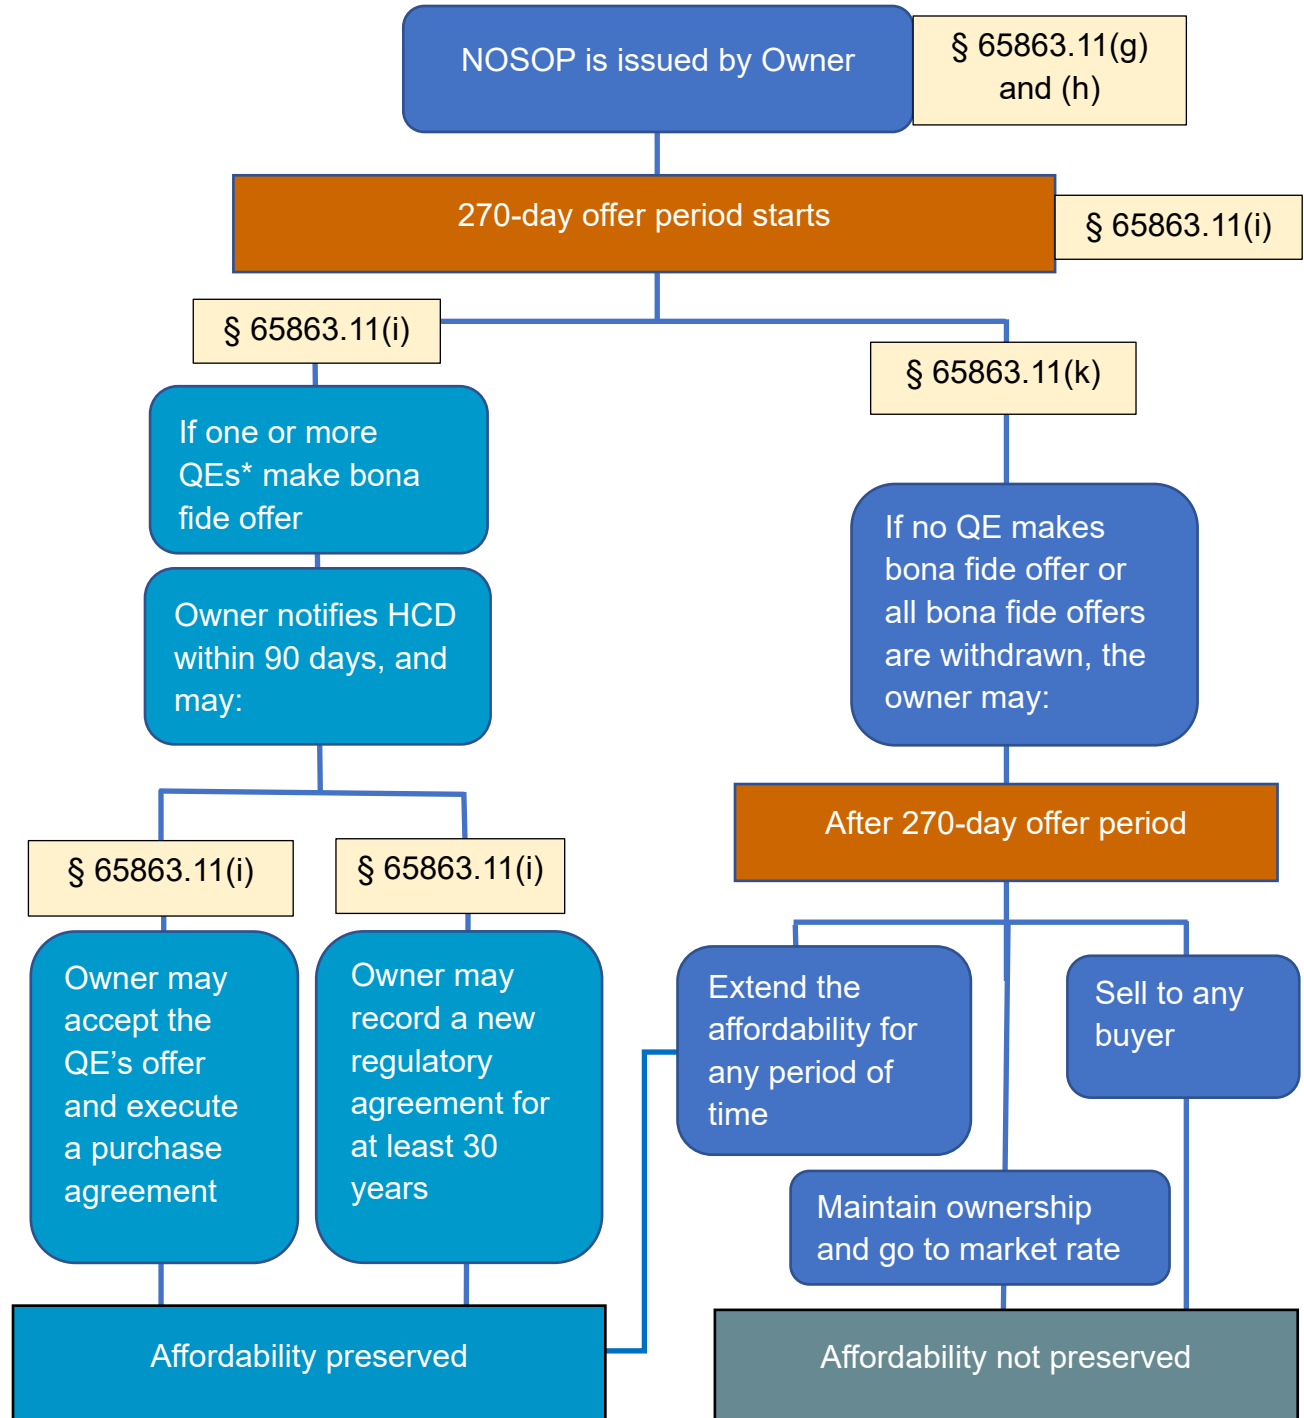 NOSOP is issued by Owner
§ 65863.11(g)
and (h)
270-day offer period starts
§ 65863.11(i)
§ 65863.11(i)
§ 65863.11(k)
If one or more
QEs* make bona
fide offer
Owner notifies HCD
within 90 days, and
may:
If no QE makes
bona fide offer or
all bona fide offers
are withdrawn, the
owner may:
After 270-day offer period
§ 65863.11(i)
§ 65863.11(i)
Owner may
accept the
QE’s offer
and execute
a purchase
agreement
Owner may
record a new
regulatory
agreement for
at least 30
years
Extend the
affordability for
any period of
time
Sell to any
buyer
Maintain ownership
and go to market rate
Affordability preserved
Affordability not preserved